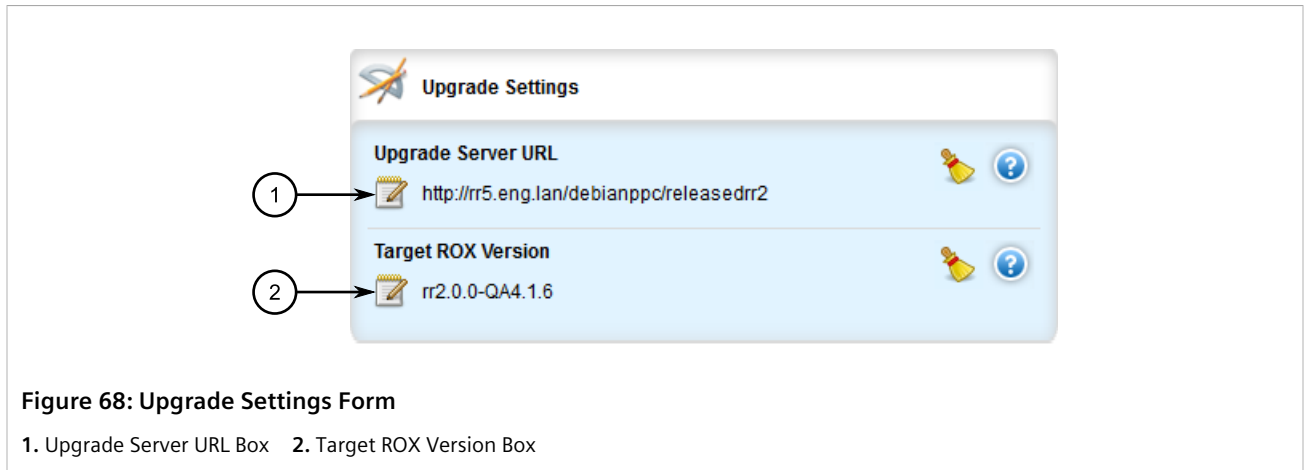 Upgrade Settings
Upgrade Server URL
1
http://rr5.eng.lan/debianppc/releasedrr2
Target ROX Version
2
rr2.0.0-QA4.1.6
Figure 68: Upgrade Settings Form
1. Upgrade Server URL Box 2. Target ROX Version Box